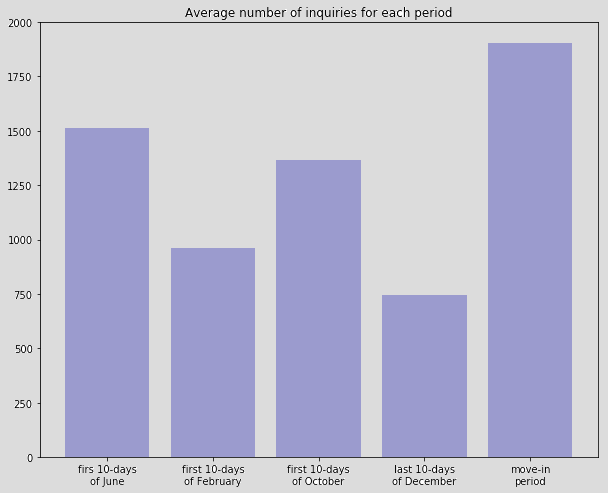 Average number of inquiries for each period
2000
1750
1500
1250
1000
750
500
250
0
firs 10-days
of June
first 10-days
of February
first 10-days
of October
last 10-days
of December
move-in
period